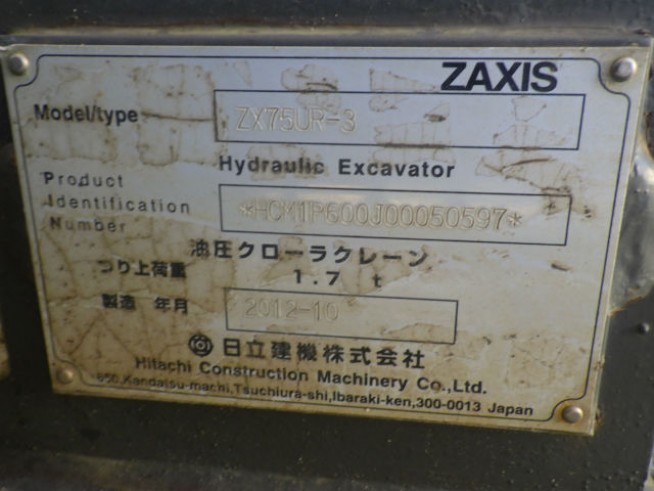 ZAXIS
Model/type ZX75UR-3
Hydraulic Excavator
Product
Identification *HCM1P600J00050597*
Number
油圧クローラクレーン
つり上荷重 1.7 t
製造 年月 2012-10
日立建機株式会社
Hitachi Construction Machinery Co.,Ltd.
650,Kandatsu-machi,Tsuchiura-shi,Ibaraki-ken,300-0013 Japan